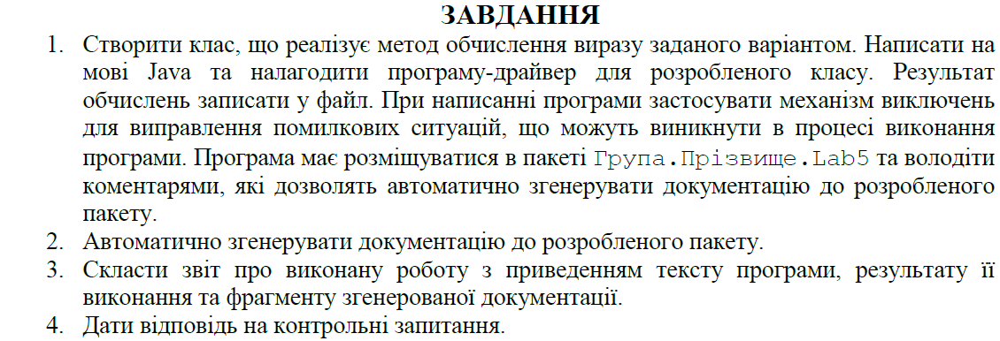 ЗАВДАННЯ
1. Створити клас, що реалізує метод обчислення виразу заданого варіантом. Написати на
мові Java та налагодити програму-драйвер для розробленого класу. Результат
обчислень записати у файл. При написанні програми застосувати механізм виключень
для виправлення помилкових ситуацій, що можуть виникнути в процесі виконання
програми. Програма має розміщуватися в пакеті Група.Прізвище.Lab5 та володіти
коментарями, які дозволять автоматично згенерувати документацію до розробленого
пакету.
2. Автоматично згенерувати документацію до розробленого пакету.
3. Скласти звіт про виконану роботу з приведенням тексту програми, результату її
виконання та фрагменту згенерованої документації.
4. Дати відповідь на контрольні запитання.